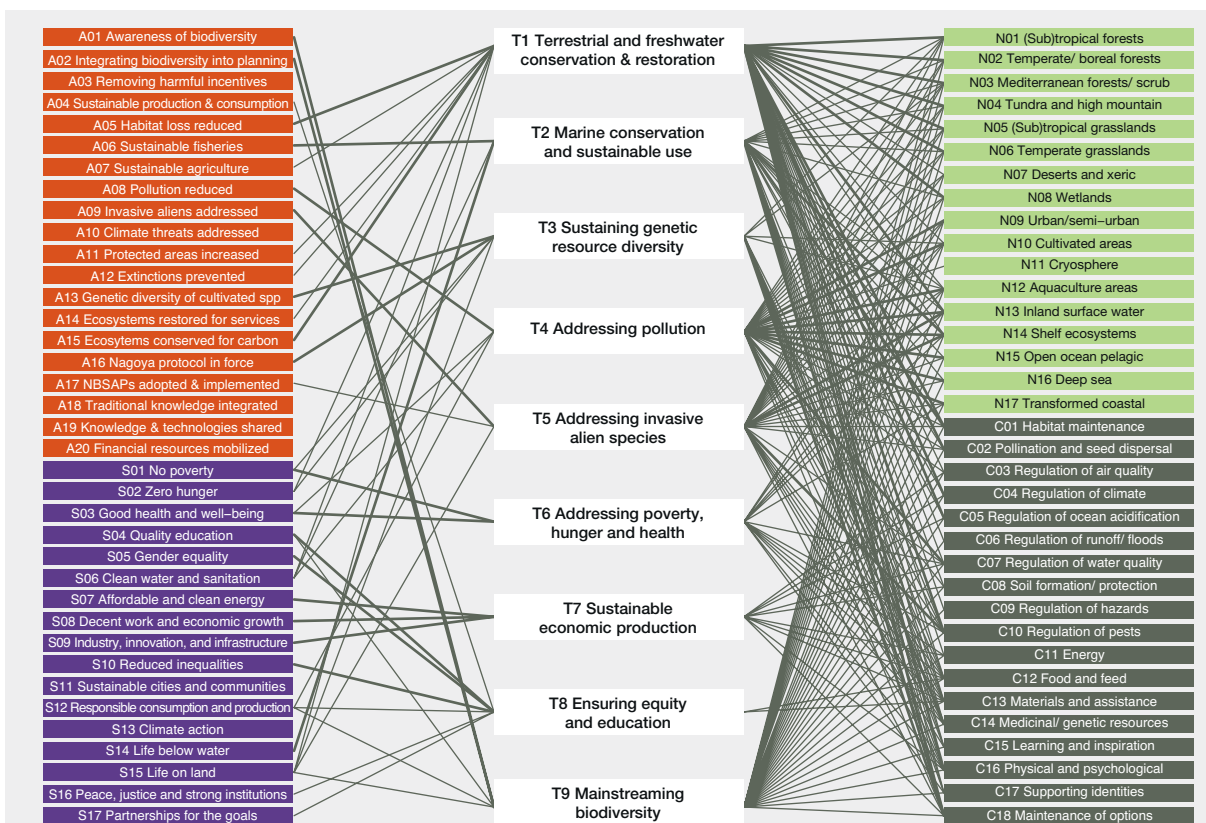 A01 Awareness of biodiversity
A02 Integrating biodiversity into planning
A03 Removing harmful incentives
A04 Sustainable production & consumption
A05 Habitat loss reduced
A06 Sustainable fisheries
A07 Sustainable agriculture
A08 Pollution reduced
A09 Invasive aliens addressed
A10 Climate threats addressed
A11 Protected areas increased
A12 Extinctions prevented
A13 Genetic diversity of cultivated spp
A14 Ecosystems restored for services
A15 Ecosytems conserved for carbon
A16 Nagoya protocol in force
A17 NBSAPs adopted & implemented
A18 Traditional knowledge integrated
A19 Knowledge & technologies shared
A20 Financial resources mobilized
S01 No poverty
S02 Zero hunger
S03 Good health and well–being
S04 Quality education
S05 Gender equality
S06 Clean water and sanitation
S07 Affordable and clean energy
S08 Decent work and economic growth
S09 Industry, innovation, and infrastructure
S10 Reduced inequalities
S11 Sustainable cities and communities
S12 Responsible consumption and production
S13 Climate action
S14 Life below water
S15 Life on land
S16 Peace, justice and strong institutions
S17 Partnerships for the goals
T1 Terrestrial and freshwater
conservation & restoration
T2 Marine conservation
and sustainable use
T3 Sustaining genetic
resource diversity
T4 Addressing pollution
T5 Addressing invasive
alien species
T6 Addressing poverty,
hunger and health
T7 Sustainable
economic production
T8 Ensuring equity
and education
T9 Mainstreaming
biodiversity
N01 (Sub)tropical forests
N02 Temperate/ boreal forests
N03 Mediterranean forests/ scrub
N04 Tundra and high mountain
N05 (Sub)tropical grasslands
N06 Temperate grasslands
N07 Deserts and xeric
N08 Wetlands
N09 Urban/semi–urban
N10 Cultivated areas
N11 Cryosphere
N12 Aquaculture areas
N13 Inland surface water
N14 Shelf ecosystems
N15 Open ocean pelagic
N16 Deep sea
N17 Transformed coastal
C01 Habitat maintenance
C02 Pollination and seed dispersal
C03 Regulation of air quality
C04 Regulation of climate
C05 Regulation of ocean acidification
C06 Regulation of runoff/ floods
C07 Regulation of water quality
C08 Soil formation/ protection
C09 Regulation of hazards
C10 Regulation of pests
C11 Energy
C12 Food and feed
C13 Materials and assistance
C14 Medicinal/ genetic resources
C15 Learning and inspiration
C16 Physical and psychological
C17 Supporting identities
C18 Maintenance of options